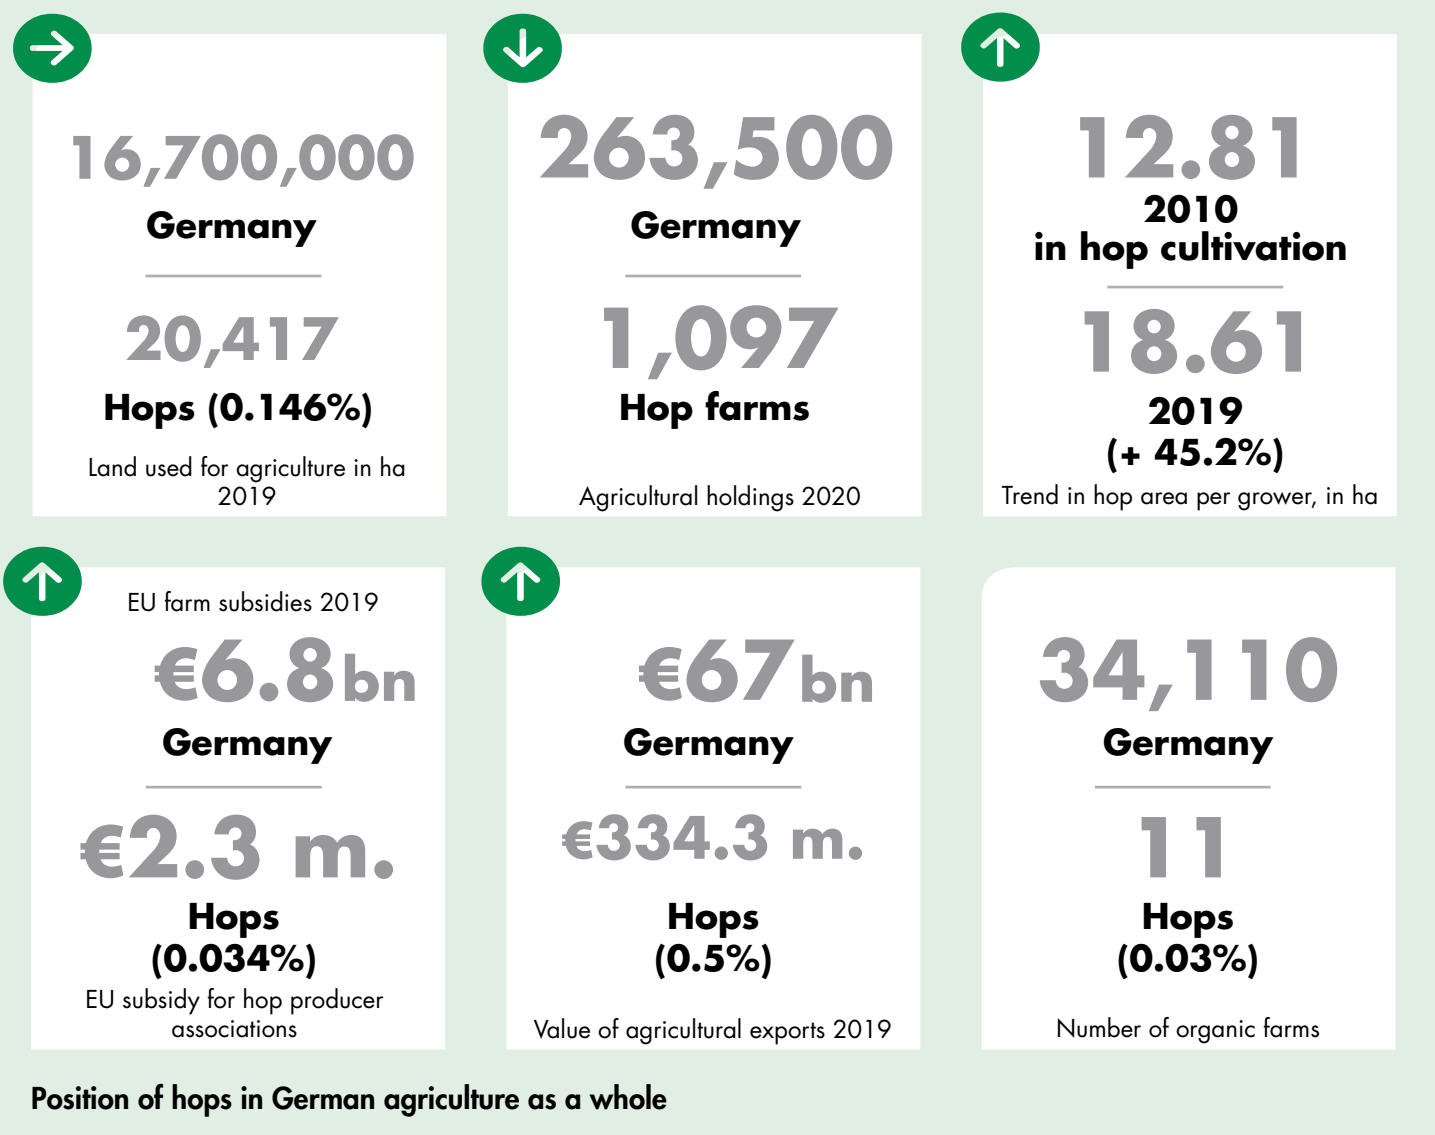 16,700,000
Germany
20,417
Hops (0.146%)
Land used for agriculture in ha
2019
263,500
Germany
1,097
Hop farms
Agricultural holdings 2020
12.81
2010
in hop cultivation
18.61
2019
(+ 45.2%)
Trend in hop area per grower, in ha
EU farm subsidies 2019
€6.8 bn
Germany
€2.3 m.
Hops
(0.034%)
EU subsidy for hop producer
associations
€67 bn
Germany
€334.3 m.
Hops
(0.5%)
Value of agricultural exports 2019
34,110
Germany
11
Hops
(0.03%)
Number of organic farms
Position of hops in German agriculture as a whole